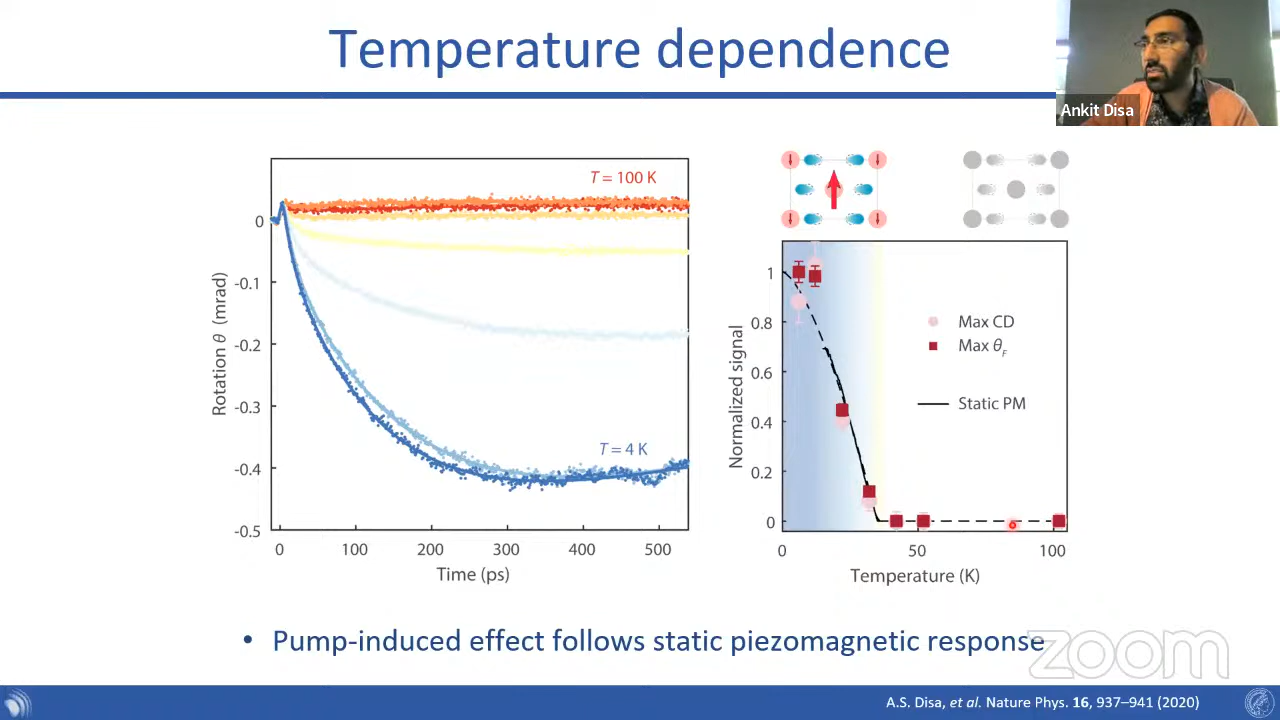 Temperature dependence
Ankit Disa
T = 100 K
T = 4 K
0
-0.1
-0.2
-0.3
-0.4
-0.5
Rotation θ (mrad)
0 100 200 300 400 500
Time (ps)
1
0.8
0.6
0.4
0.2
0
Normalized signal
Max CD
Max θF
Static PM
0 50 100
Temperature (K)
• Pump-induced effect follows static piezomagnetic response
zoom
A.S. Disa, et al. Nature Phys. 16, 937–941 (2020)